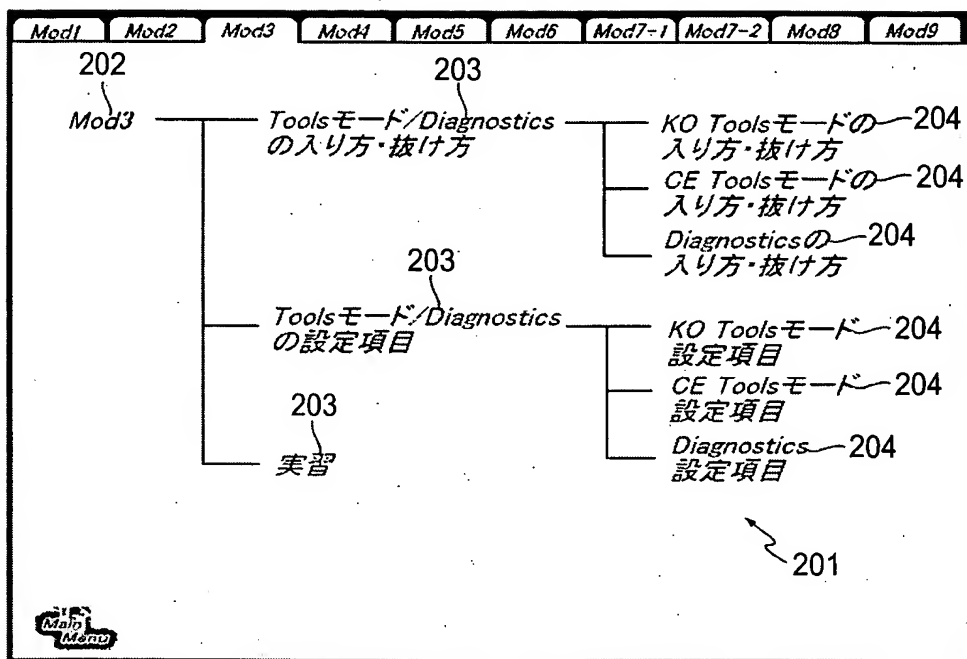 Mod1 Mod2 Mod3 Mod4 Mod5 Mod6 Mod7-1 Mod7-2 Mod8 Mod9
202
203
Mod3
Toolsモード/Diagnostics
の入り方・抜け方
KO Toolsモードの
204
入り方・抜け方
CE Toolsモードの
204
入り方・抜け方
Diagnosticsの
204
入り方・抜け方
203
Toolsモード/Diagnostics
の設定項目
KO Toolsモード
204
設定項目
CE Toolsモード
204
設定項目
Diagnostics
204
設定項目
203
実習
201
Main
Menu